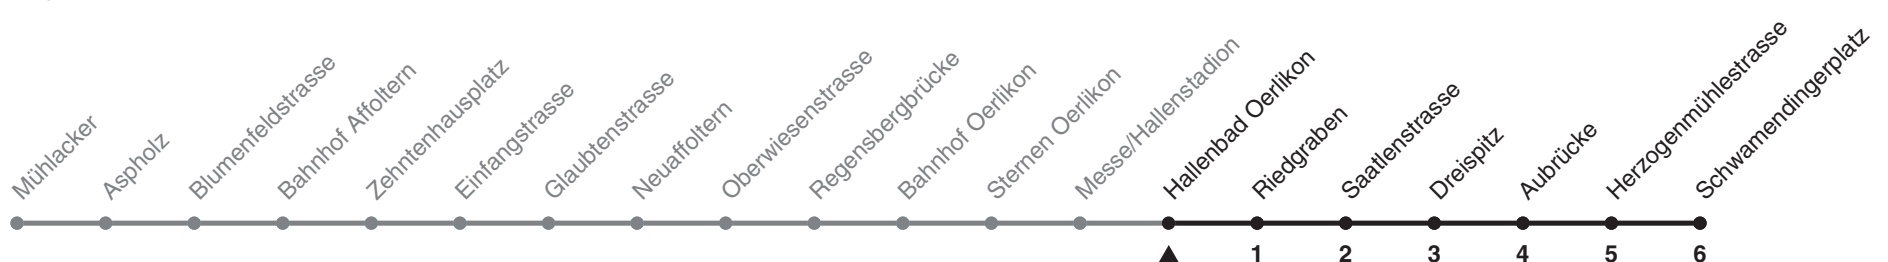 Mühlacker
Aspholz
Blumenfeldstrasse
Bahnhof Affoltern
Zehntenhausplatz
Einfangstrasse
Glaubtenstrasse
Neuaffoltern
Oberwiesenstrasse
Regensbergbrücke
Bahnhof Oerlikon
Sternen Oerlikon
Messe/Hallenstadion
Hallenbad Oerlikon
Riedgraben
Saatlenstrasse
Dreispitz
Aubrücke
Herzogenmühlestrasse
Schwamendingerplatz
1 2 3 4 5 6